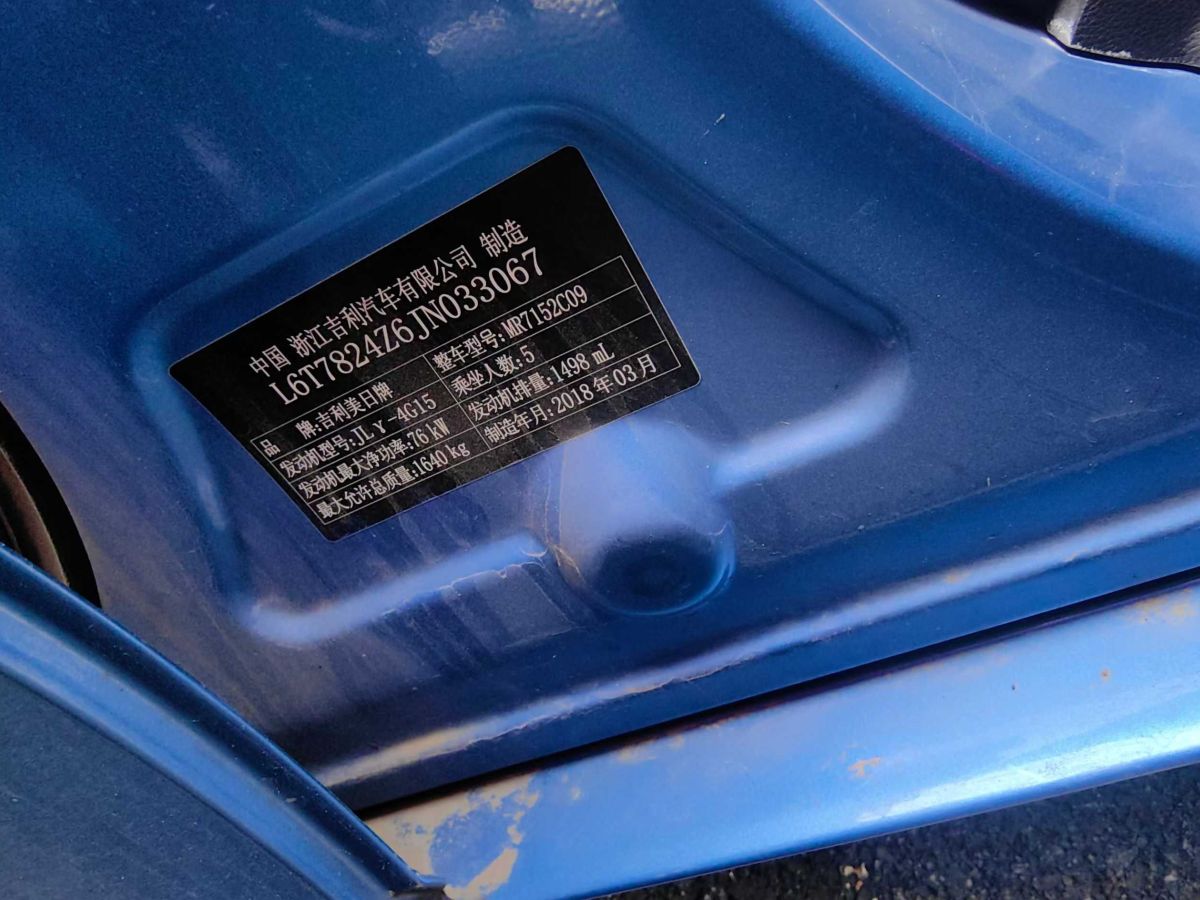 中国 浙江吉利汽车有限公司 制造
L6T7824Z6JN033067
品 牌:吉利美日牌 整车型号:MR7152C09
发动机型号:JLγ-4G15 乘坐人数:5
发动机最大净功率:76 kW 发动机排量:1498 mL
最大允许总质量:1640 kg 制造年月:2018年03月